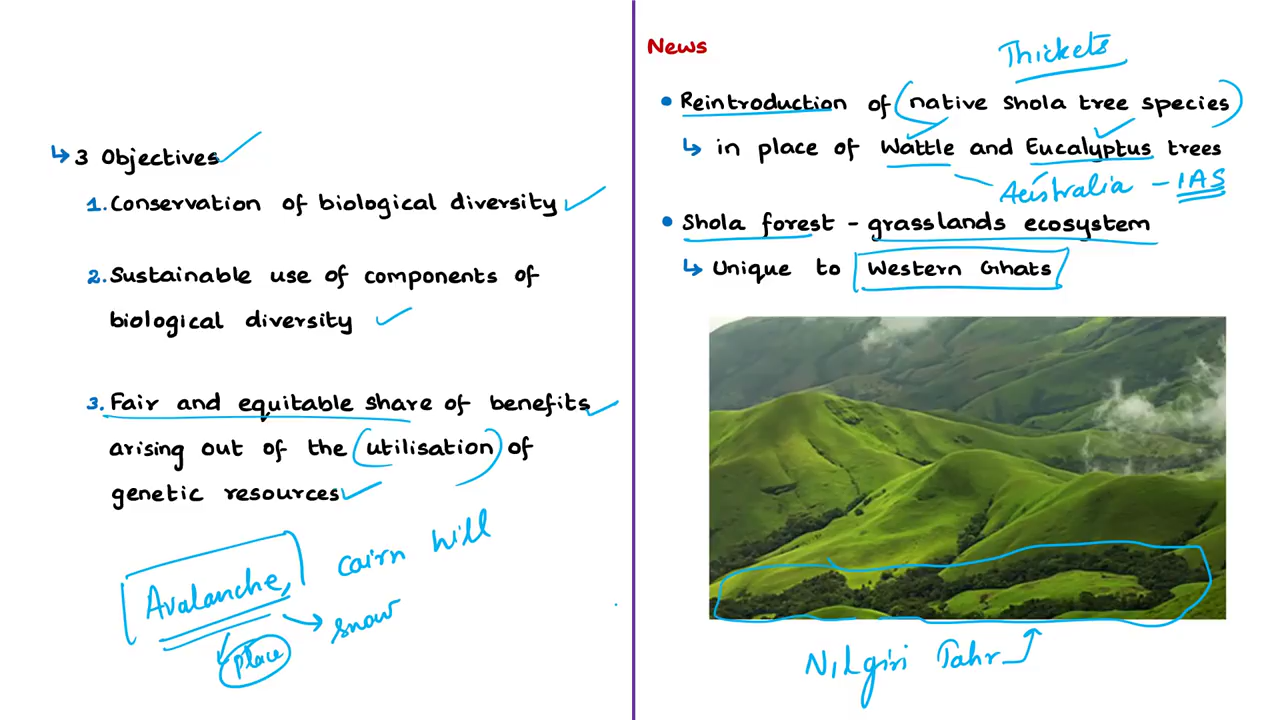 ↳ 3 Objectives
1. Conservation of biological diversity
2. Sustainable use of components of
biological diversity
3. Fair and equitable share of benefits
arising out of the (utilisation) of
genetic resources
Avalanche,
cairn hill
snow
place
News
Thickets
• Reintroduction of (native Shola tree species)
↳ in place of Wattle and Eucalyptus trees
Australia - IAS
• Shola forest - grasslands ecosystem
↳ Unique to Western Ghats
Nilgiri Tahr